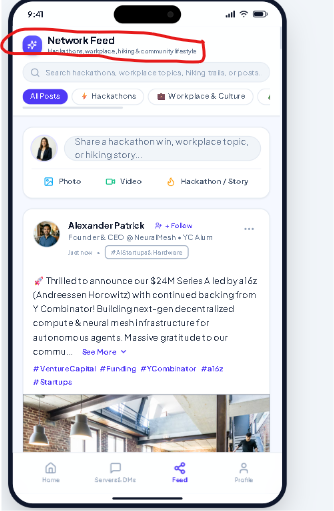 9:41
Network Feed
Hackathons, workplace, hiking & community lifestyle
Search hackathons, workplace topics, hiking trails, or posts.
All Posts
Hackathons
Workplace & Culture
Share a hackathon win, workplace topic,
or hiking story...
Photo
Video
Hackathon / Story
Alexander Patrick
+ Follow
Founder & CEO @ NeuralMesh • YC Alum
Just now •
#AIStartups & Hardware
🚀 Thrilled to announce our $24M Series A led by a16z
(Andreessen Horowitz) with continued backing from
Y Combinator! Building next-gen decentralized
compute & neural mesh infrastructure for
autonomous agents. Massive gratitude to our
commu... See More
#VentureCapital #Funding #YCombinator #a16z
#Startups
Home
Servers & DMs
Feed
Profile